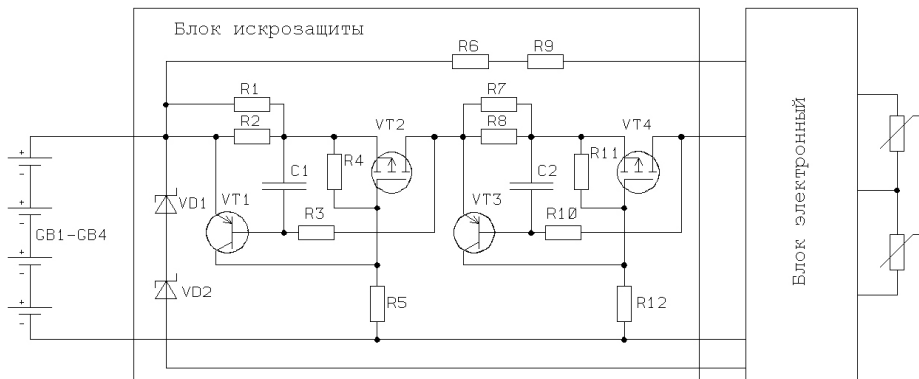 Блок искрозащиты
R6
R9
R1
R7
R2
VT2
R8
VT4
R4
R11
C1
C2
VD1
VT1
R3
VT3
R10
GB1-GB4
VD2
R5
R12
Блок электронный
+
-
+
-
+
-
+
-